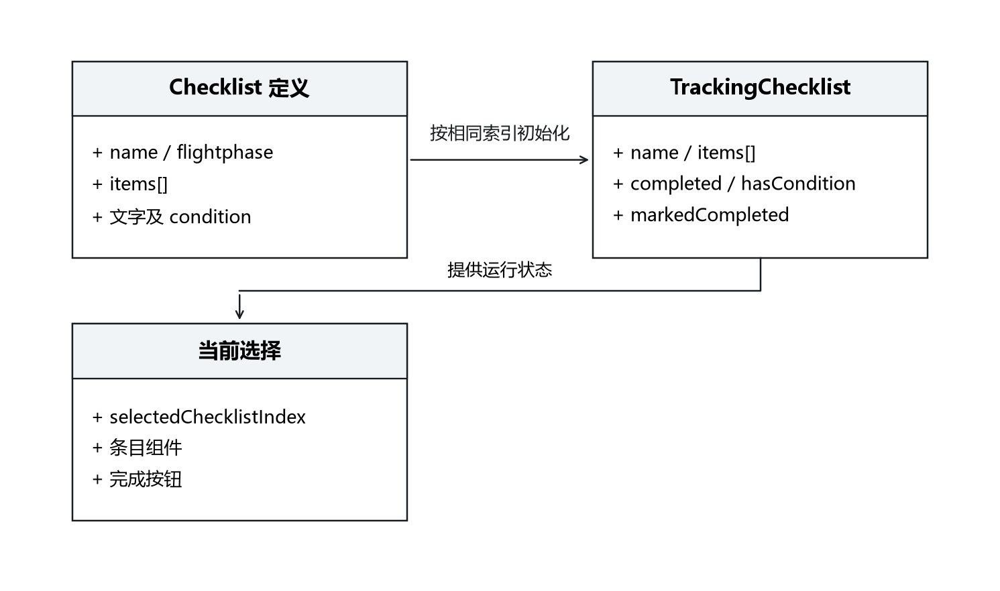 Checklist 定义
+ name / flightphase
+ items[]
+ 文字及 condition
按相同索引初始化
TrackingChecklist
+ name / items[]
+ completed / hasCondition
+ markedCompleted
提供运行状态
当前选择
+ selectedChecklistIndex
+ 条目组件
+ 完成按钮